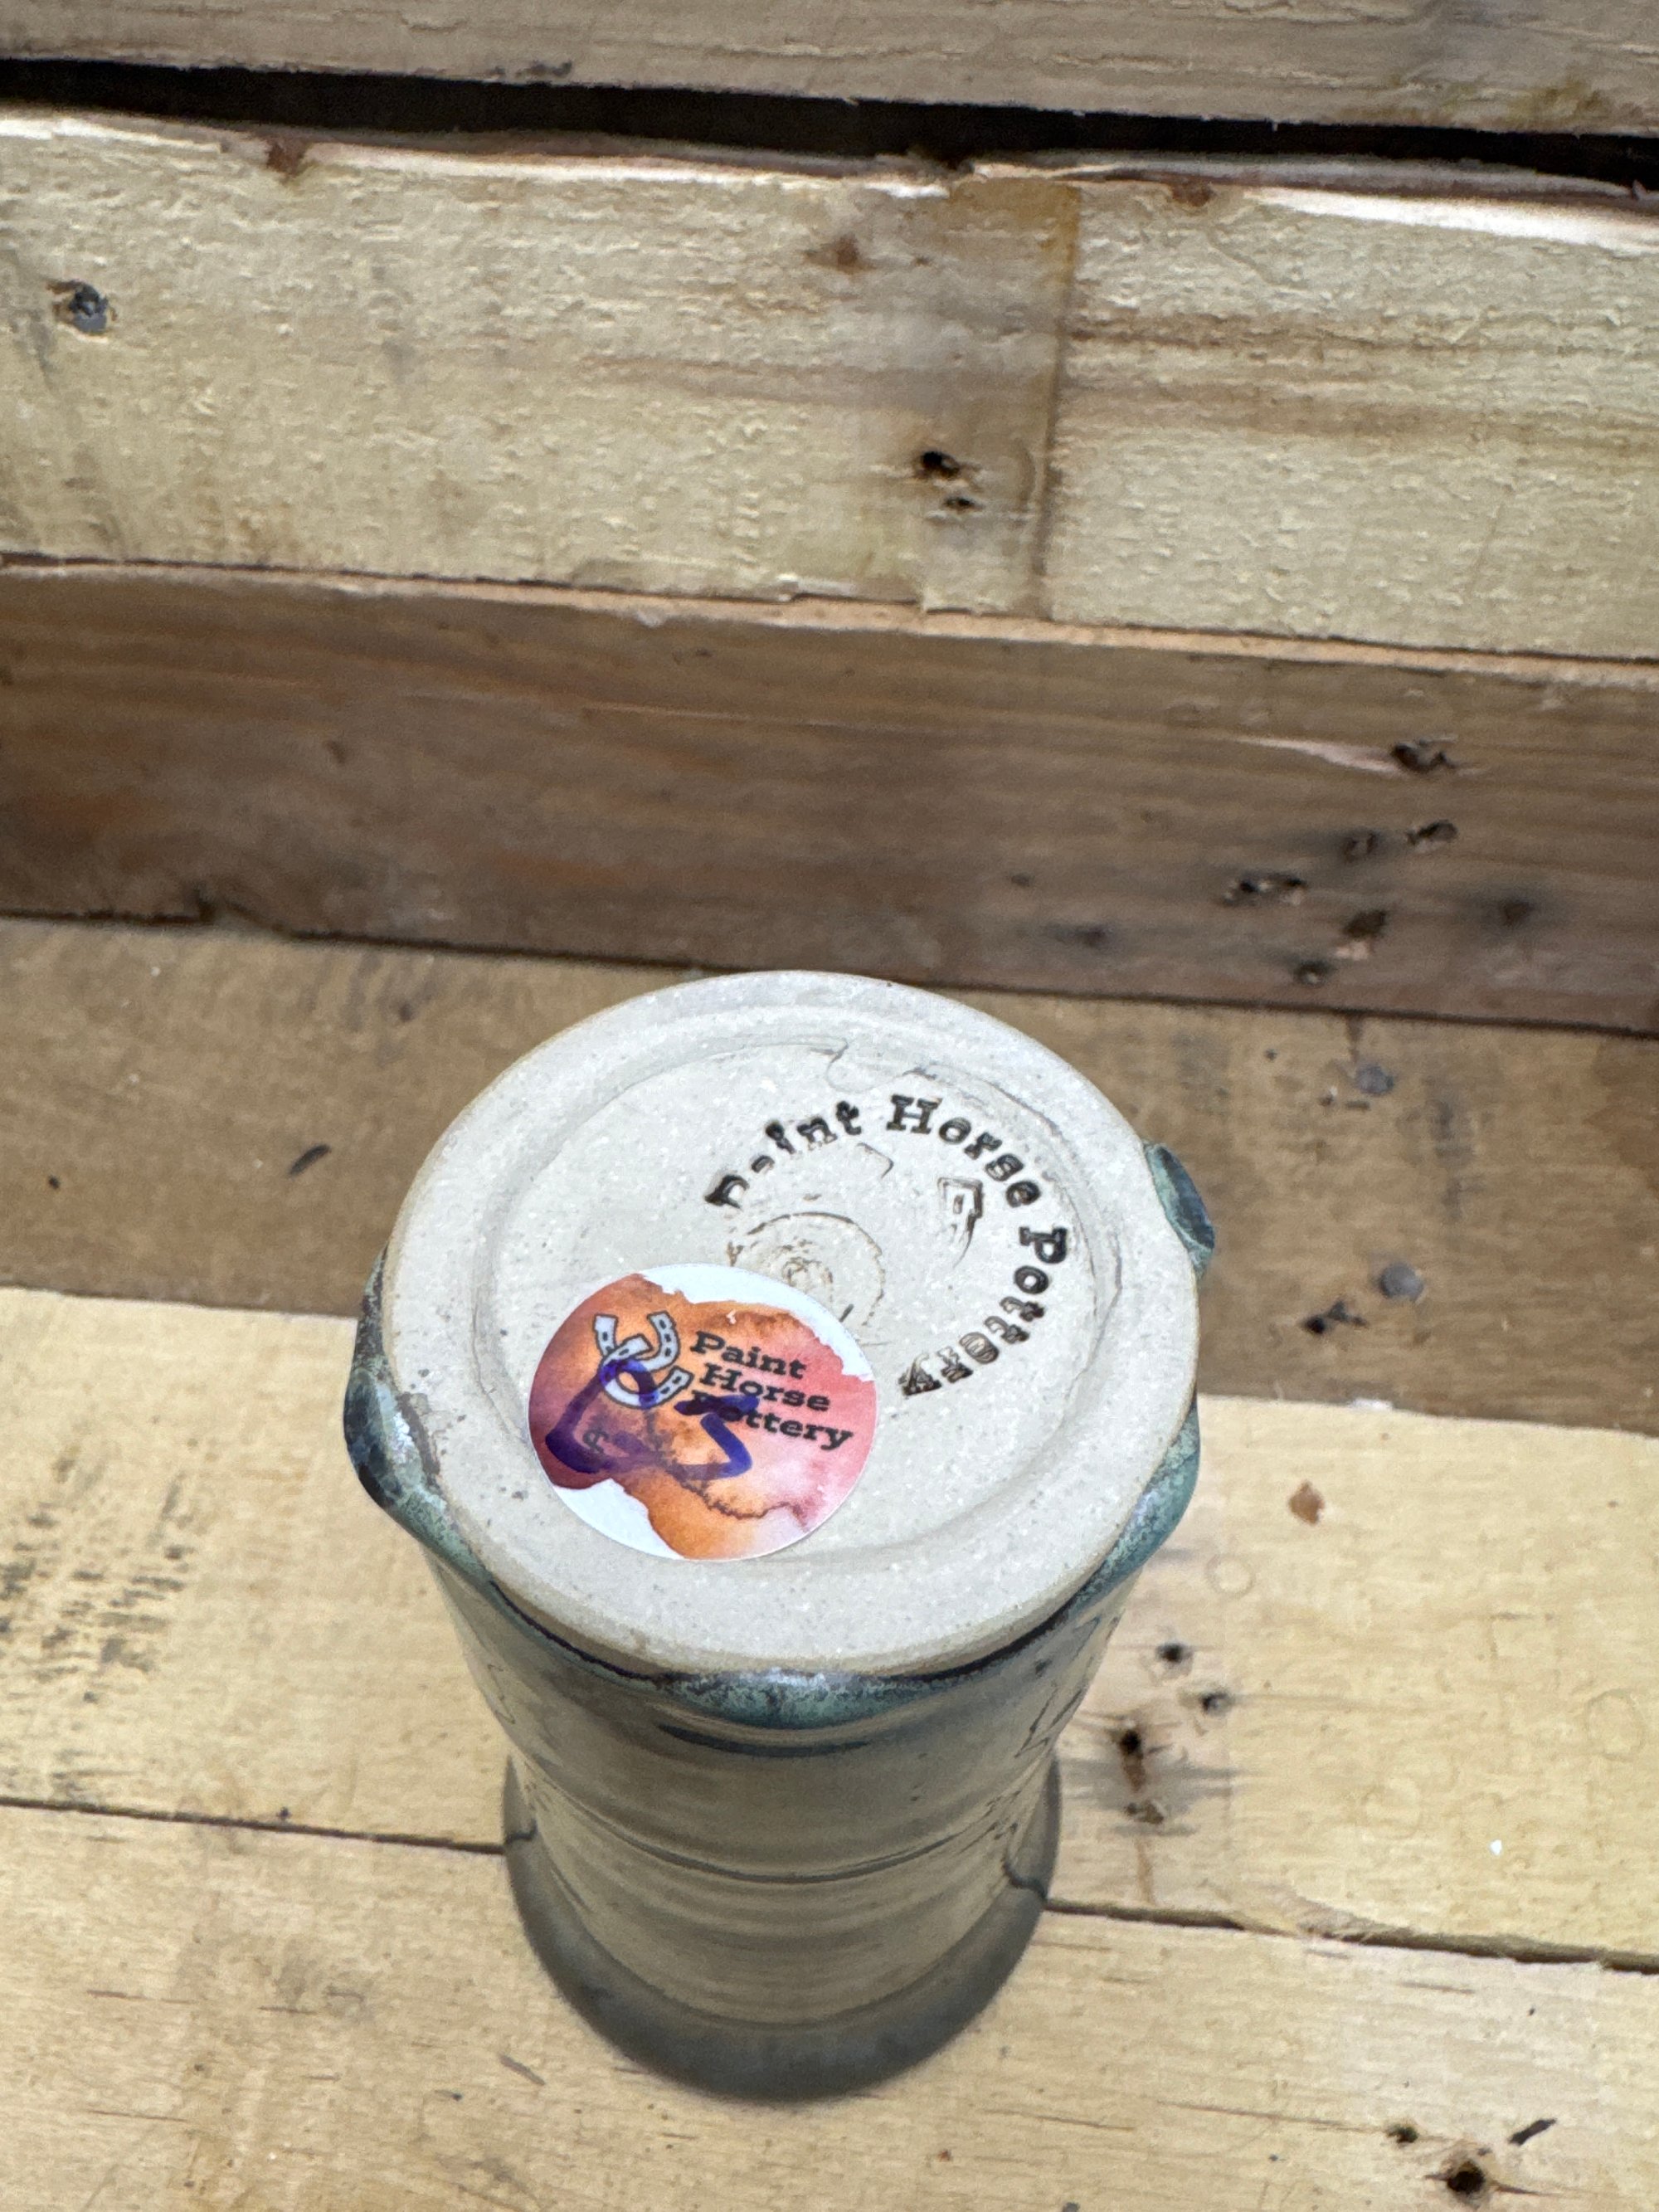 Paint Horse Pottery
Paint
Horse
Pottery
$